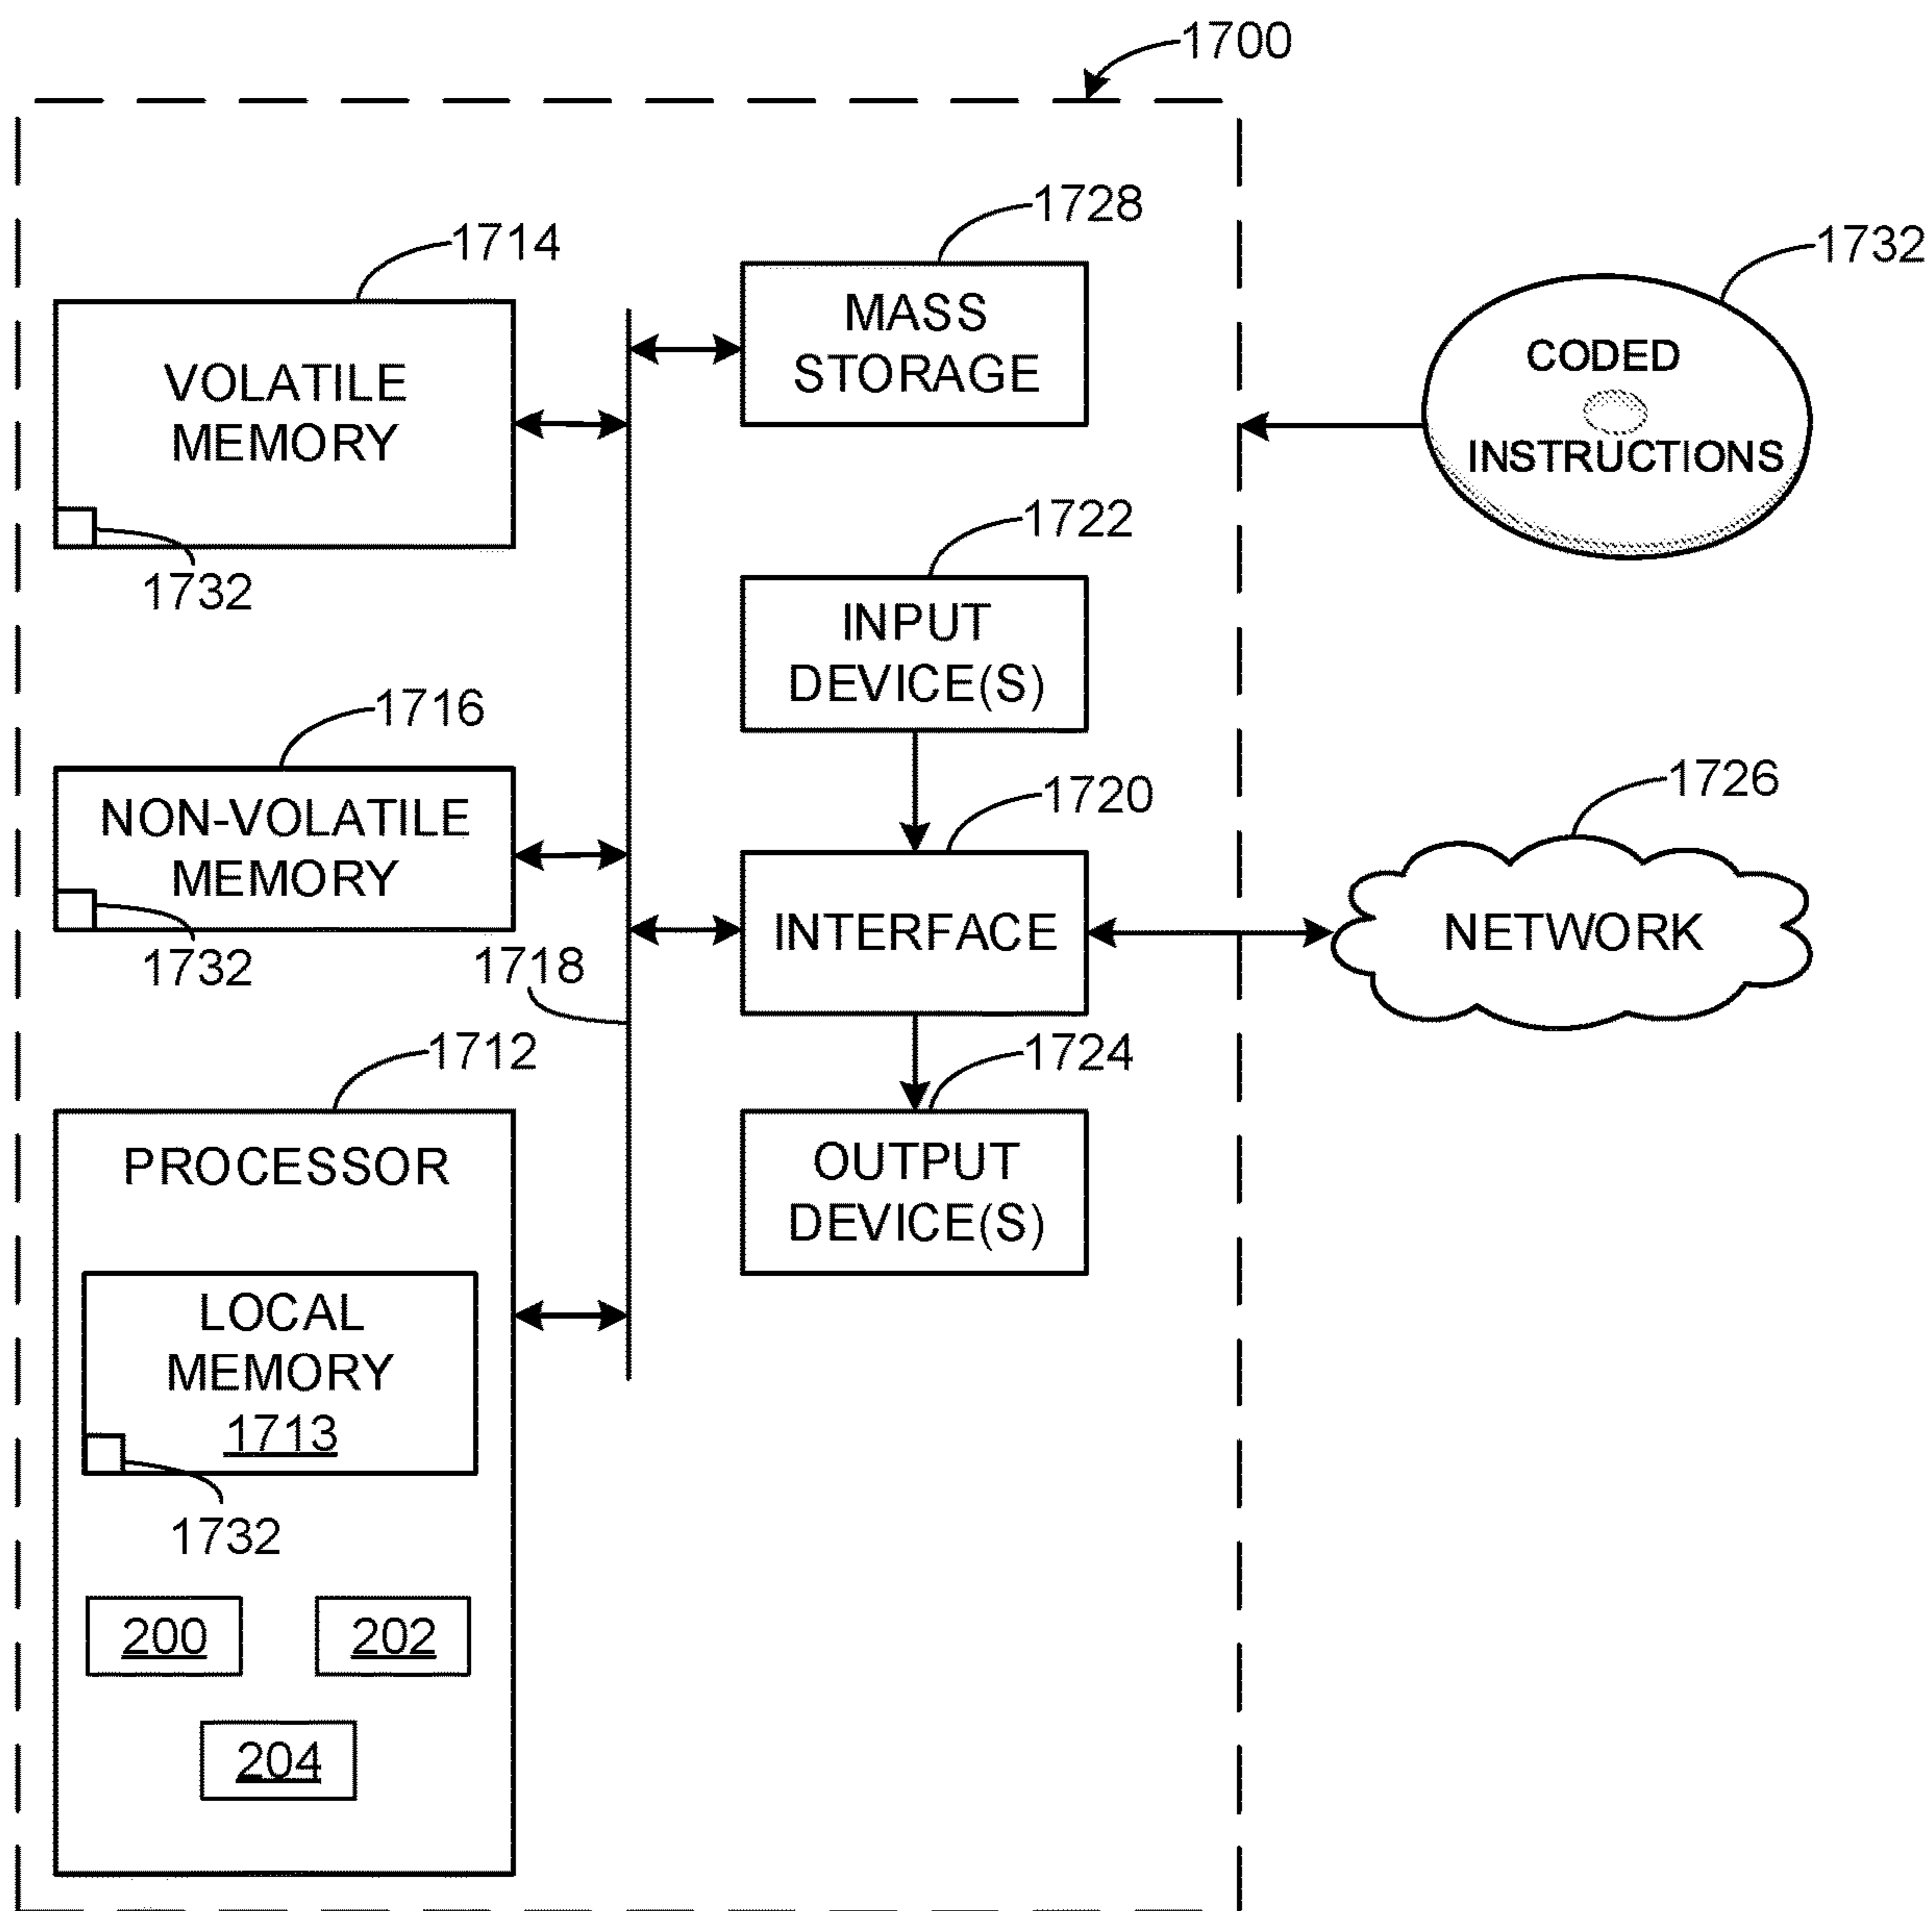 1700
1728
1714
1732
MASS
STORAGE
VOLATILE
MEMORY
CODED
INSTRUCTIONS
1722
1732
INPUT
DEVICE(S)
1716
1720
1726
NON-VOLATILE
MEMORY
INTERFACE
NETWORK
1732
1718
1712
1724
PROCESSOR
OUTPUT
DEVICE(S)
LOCAL
MEMORY
1713
1732
200
202
204